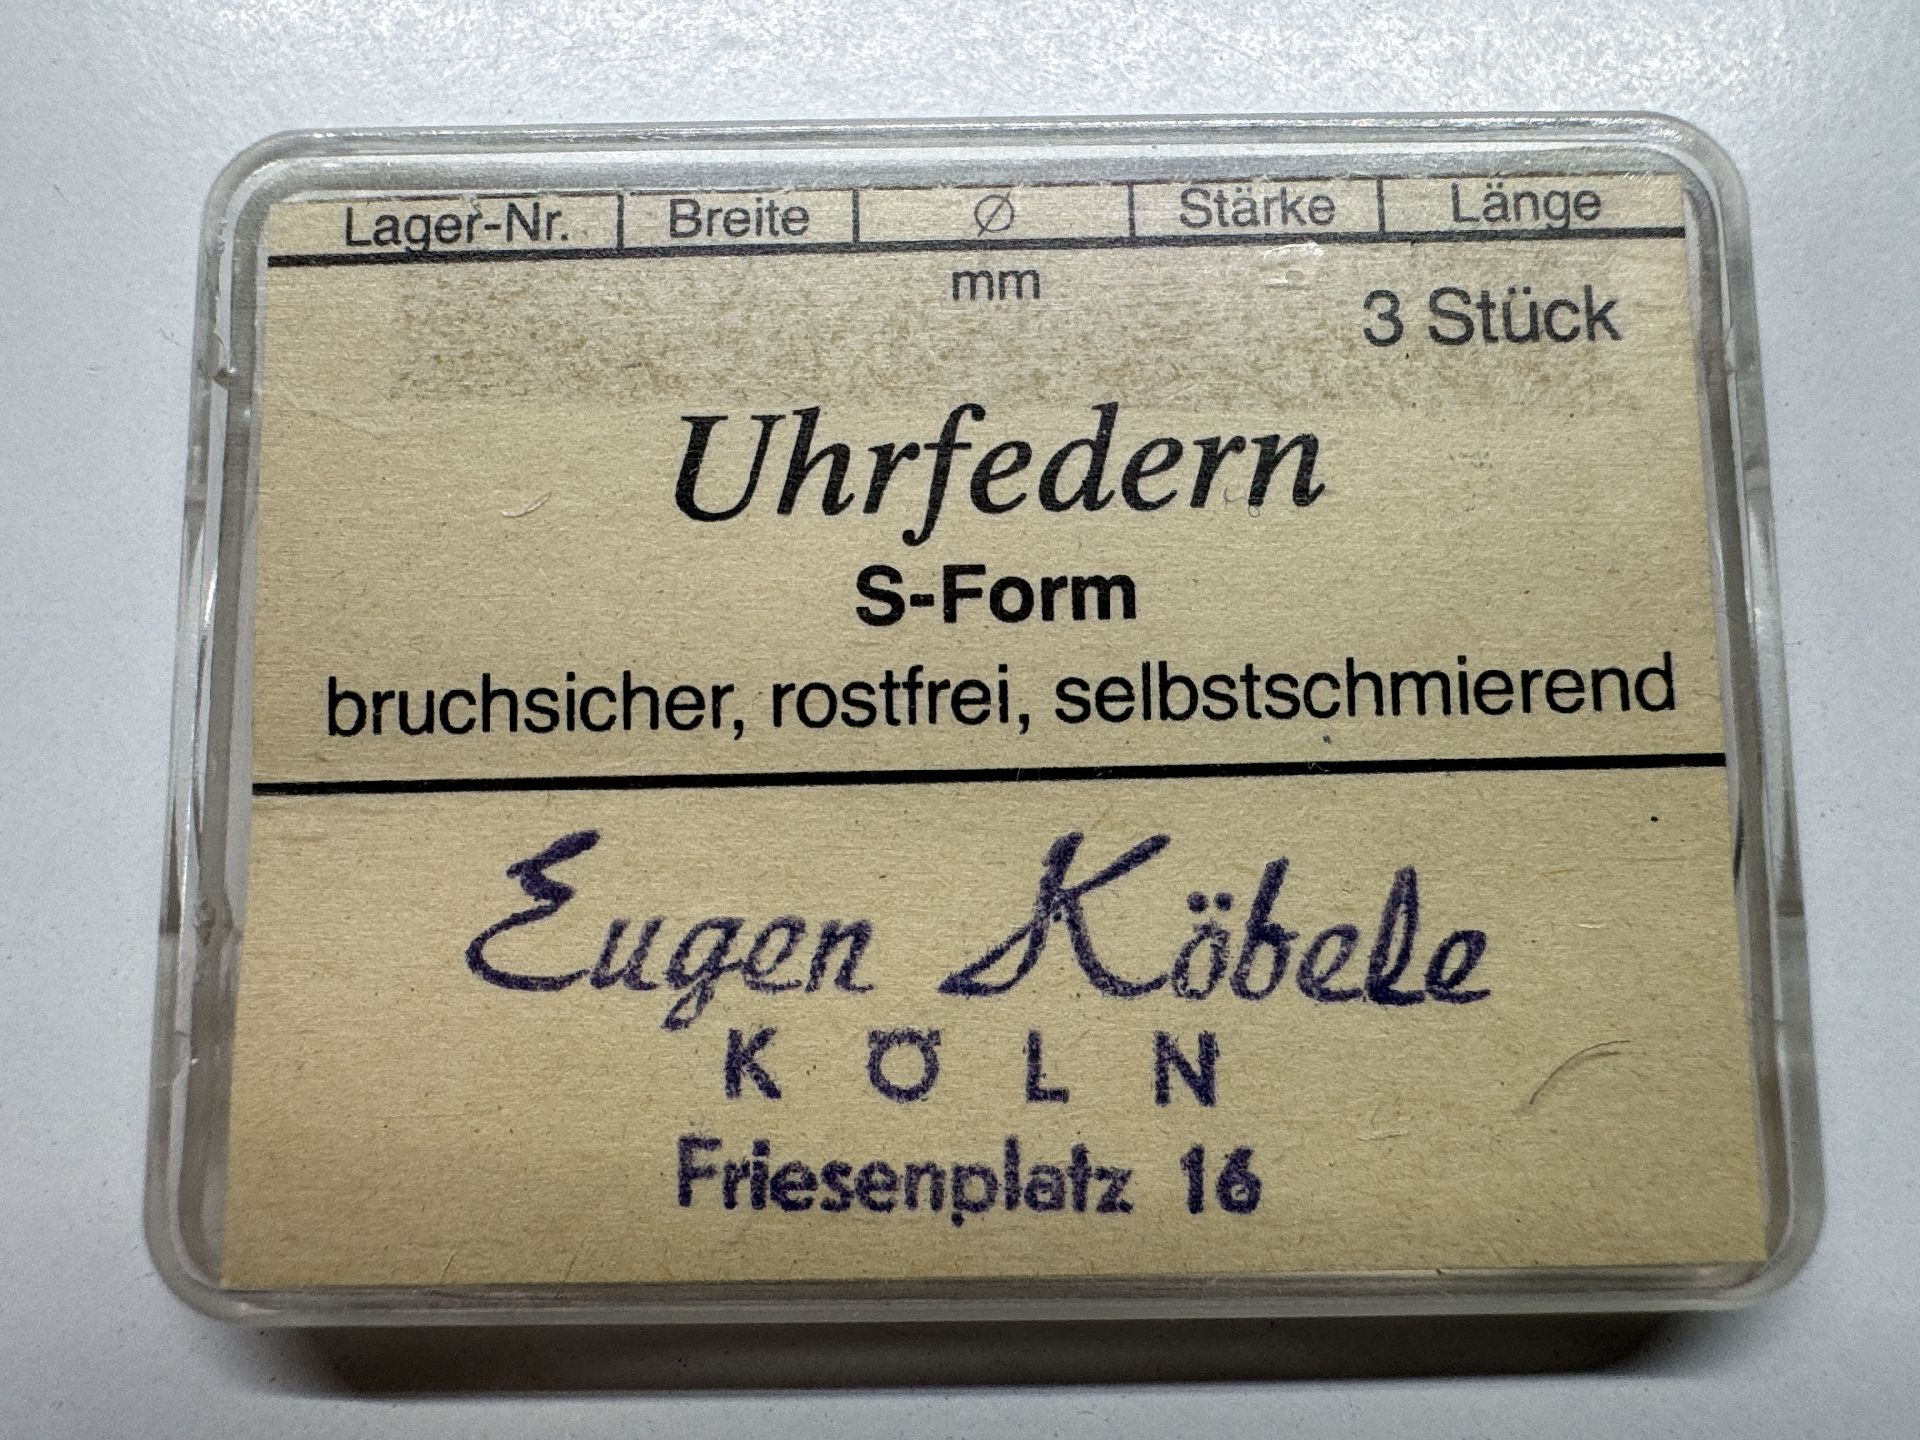 Lager-Nr. Breite Ø Stärke Länge
mm
3 Stück
Uhrfedern
S-Form
bruchsicher, rostfrei, selbstschmierend
Eugen Köbele
KÖLN
Friesenplatz 16